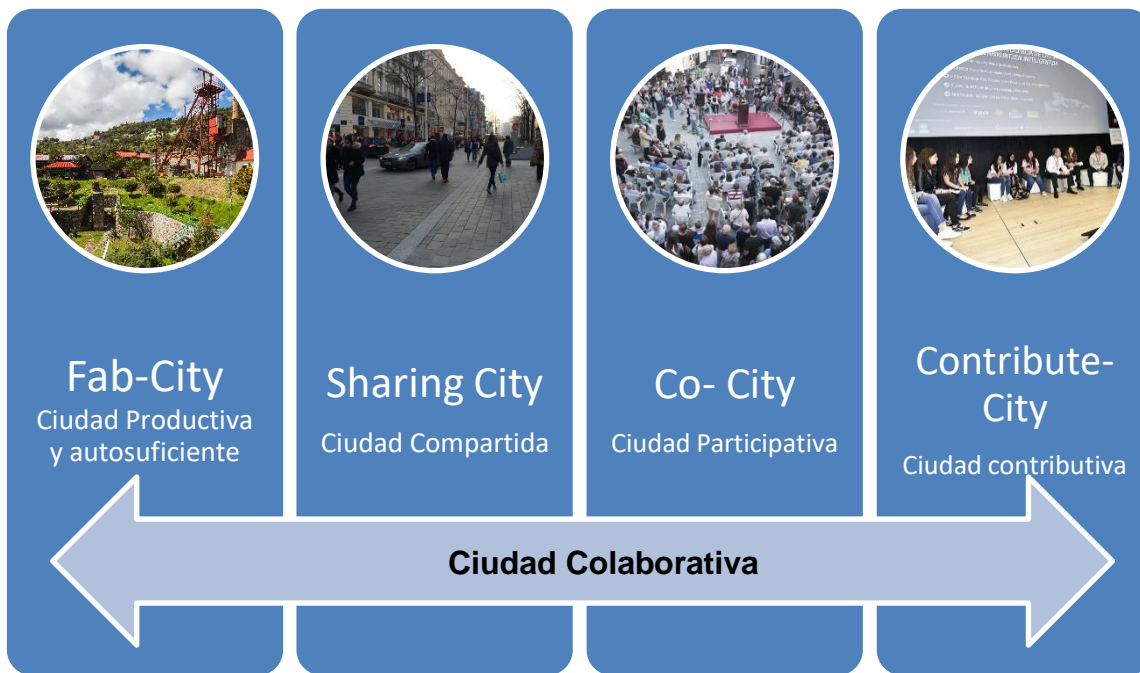 Fab-City
Ciudad Productiva
y autosuficiente
Sharing City
Ciudad Compartida
Co- City
Ciudad Participativa
Contribute-
City
Ciudad contributiva
Ciudad Colaborativa